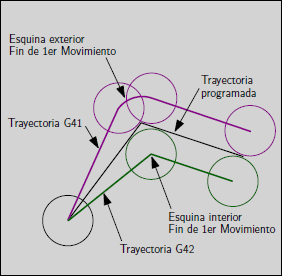 Esquina exterior
Fin de 1er Movimiento
Trayectoria
programada
Trayectoria G41
Esquina interior
Fin de 1er Movimiento
Trayectoria G42